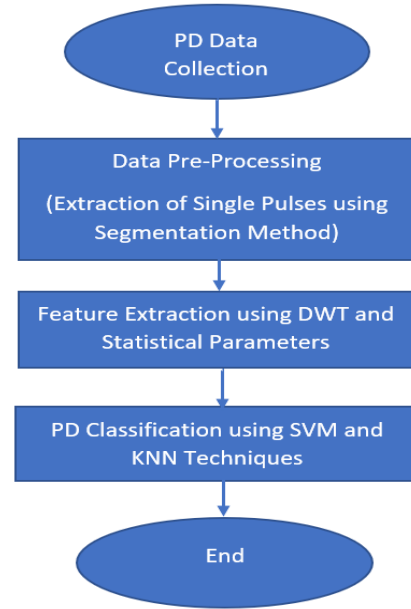 PD Data
Collection
Data Pre-Processing
(Extraction of Single Pulses using
Segmentation Method)
Feature Extraction using DWT and
Statistical Parameters
PD Classification using SVM and
KNN Techniques
End